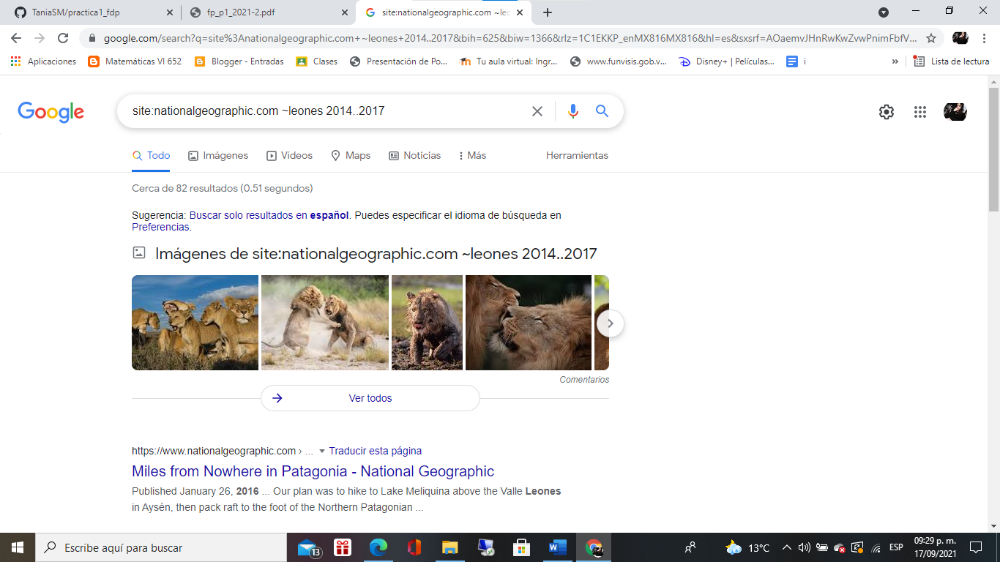 TaniaSM/practica1_fdp
fp_p1_2021-2.pdf
site:nationalgeographic.com ~leo
google.com/search?q=site%3Anationalgeographic.com+~leones+2014..2017&bih=625&biw=1366&rlz=1C1EKKP_enMX816MX816&hl=es&sxsrf=AOaemvJHnRwKwZvwPnimFbfV...
Aplicaciones
Matemáticas VI 652
Blogger - Entradas
Clases
Presentación de Po...
Tu aula virtual: Ingr...
www.funvisis.gob.v...
Disney+ | Películas...
i
»
Lista de lectura
Google
site:nationalgeographic.com ~leones 2014..2017
Todo
Imágenes
Videos
Maps
Noticias
Más
Herramientas
Cerca de 82 resultados (0.51 segundos)
Sugerencia: Buscar solo resultados en español. Puedes especificar el idioma de búsqueda en
Preferencias.
Imágenes de site:nationalgeographic.com ~leones 2014..2017
Comentarios
Ver todos
https://www.nationalgeographic.com › ... Traducir esta página
Miles from Nowhere in Patagonia - National Geographic
Published January 26, 2016 ... Our plan was to hike to Lake Meliquina above the Valle Leones
in Aysén, then pack raft to the foot of the Northern Patagonian ...
Escribe aquí para buscar
13
13°C
ESP
09:29 p. m.
17/09/2021